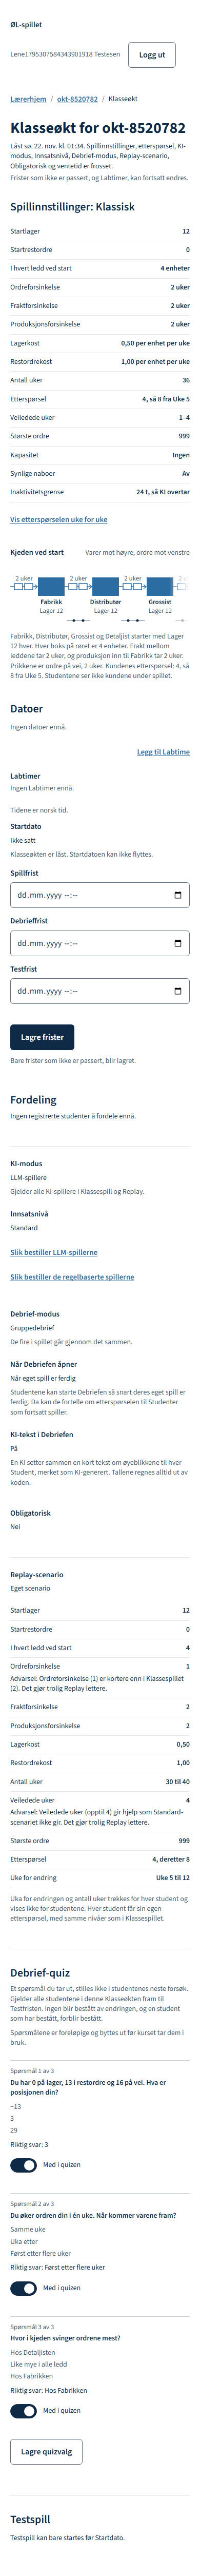 ØL-spillet
Lene1795307584343901918 Testesen
Logg ut
Lærerhjem / okt-8520782 / Klasseøkt
Klasseøkt for okt-8520782
Låst sø. 22. nov. kl. 01:34. Spillinnstillinger, etterspørsel, KI-
modus, Innsatsnivå, Debrief-modus, Replay-scenario,
Obligatorisk og ventetid er frosset.
Frister som ikke er passert, og Labtimer, kan fortsatt endres.
Spillinnstillinger: Klassisk
Startlager 12
Startrestordre 0
I hvert ledd ved start 4 enheter
Ordreforsinkelse 2 uker
Fraktforsinkelse 2 uker
Produksjonsforsinkelse 2 uker
Lagerkost 0,50 per enhet per uke
Restordrekost 1,00 per enhet per uke
Antall uker 36
Etterspørsel 4, så 8 fra Uke 5
Veiledede uker 1–4
Største ordre 999
Kapasitet Ingen
Synlige naboer Av
Inaktivitetsgrense 24 t, så KI overtar
Vis etterspørselen uke for uke
Kjeden ved start Varer mot høyre, ordre mot venstre
2 uker 2 uker 2 uker
Fabrikk Distributør Grossist
Lager 12 Lager 12 Lager 12
Fabrikk, Distributør, Grossist og Detaljist starter med Lager
12 hver. Hver boks på røret er 4 enheter. Frakt mellom
leddene tar 2 uker, og produksjon inn til Fabrikk tar 2 uker.
Prikkene er ordre på vei, 2 uker. Kundenes etterspørsel: 4, så
8 fra Uke 5. Studentene ser ikke kundene under spillet.
Datoer
Ingen datoer ennå.
Legg til Labtime
Labtimer
Ingen Labtimer ennå.
Tidene er norsk tid.
Startdato
Ikke satt
Klasseøkten er låst. Startdatoen kan ikke flyttes.
Spillfrist
dd.mm.yyyy --:--
Debrieffrist
dd.mm.yyyy --:--
Testfrist
dd.mm.yyyy --:--
Lagre frister
Bare frister som ikke er passert, blir lagret.
Fordeling
Ingen registrerte studenter å fordele ennå.
KI-modus
LLM-spillere
Gjelder alle KI-spillere i Klassespill og Replay.
Innsatsnivå
Standard
Slik bestiller LLM-spillerne
Slik bestiller de regelbaserte spillerne
Debrief-modus
Gruppedebrief
De fire i spillet går gjennom det sammen.
Når Debriefen åpner
Når eget spill er ferdig
Studentene kan starte Debriefen så snart deres eget spill er
ferdig. Da kan de fortelle om etterspørselen til Studenter
som fortsatt spiller.
KI-tekst i Debriefen
På
En KI setter sammen en kort tekst om øyeblikkene til hver
Student, merket som KI-generert. Tallene regnes alltid ut av
koden.
Obligatorisk
Nei
Replay-scenario
Eget scenario
Startlager 12
Startrestordre 0
I hvert ledd ved start 4
Ordreforsinkelse 1
Advarsel: Ordreforsinkelse (1) er kortere enn i Klassespillet
(2). Det gjør trolig Replay lettere.
Fraktforsinkelse 2
Produksjonsforsinkelse 2
Lagerkost 0,50
Restordrekost 1,00
Antall uker 30 til 40
Veiledede uker 4
Advarsel: Veiledede uker (opptil 4) gir hjelp som Standard-
scenariet ikke gir. Det gjør trolig Replay lettere.
Største ordre 999
Etterspørsel 4, deretter 8
Uke for endring Uke 5 til 12
Uka for endringen og antall uker trekkes for hver student og
vises ikke for studentene. Hver student får sin egen
etterspørsel, med samme nivåer som i Klassespillet.
Debrief-quiz
Et spørsmål du tar ut, stilles ikke i studentenes neste forsøk.
Gjelder alle studentene i denne Klasseøkten fram til
Testfristen. Ingen blir bestått av endringen, og en student
som har bestått, forblir bestått.
Spørsmålene er foreløpige og byttes ut før kurset tar dem i
bruk.
Spørsmål 1 av 3
Du har 0 på lager, 13 i restordre og 16 på vei. Hva er
posisjonen din?
−13
3
29
Riktig svar: 3
Med i quizen
Spørsmål 2 av 3
Du øker ordren din i én uke. Når kommer varene fram?
Samme uke
Uka etter
Først etter flere uker
Riktig svar: Først etter flere uker
Med i quizen
Spørsmål 3 av 3
Hvor i kjeden svinger ordrene mest?
Hos Detaljisten
Like mye i alle ledd
Hos Fabrikken
Riktig svar: Hos Fabrikken
Med i quizen
Lagre quizvalg
Testspill
Testspill kan bare startes før Startdato.